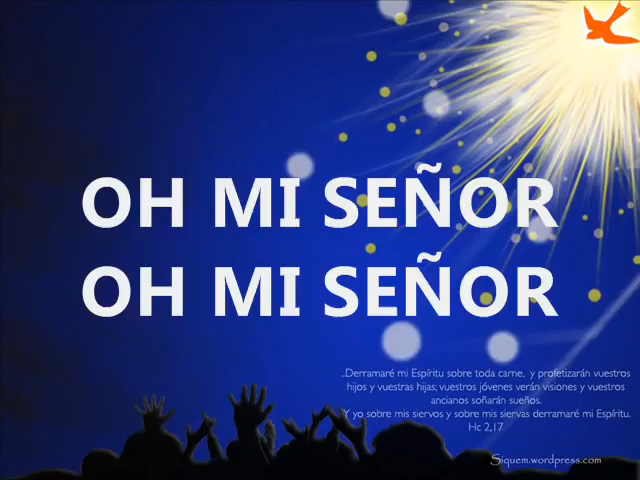 OH MI SEÑOR
OH MI SEÑOR
..Derramaré mi Espíritu sobre toda carne, y profetizarán vuestros
hijos y vuestras hijas; vuestros jóvenes verán visiones y vuestros
ancianos soñarán sueños.
Y yo sobre mis siervos y sobre mis siervas derramaré mi Espíritu.
Hc 2,17
Siquem.wordpress.com